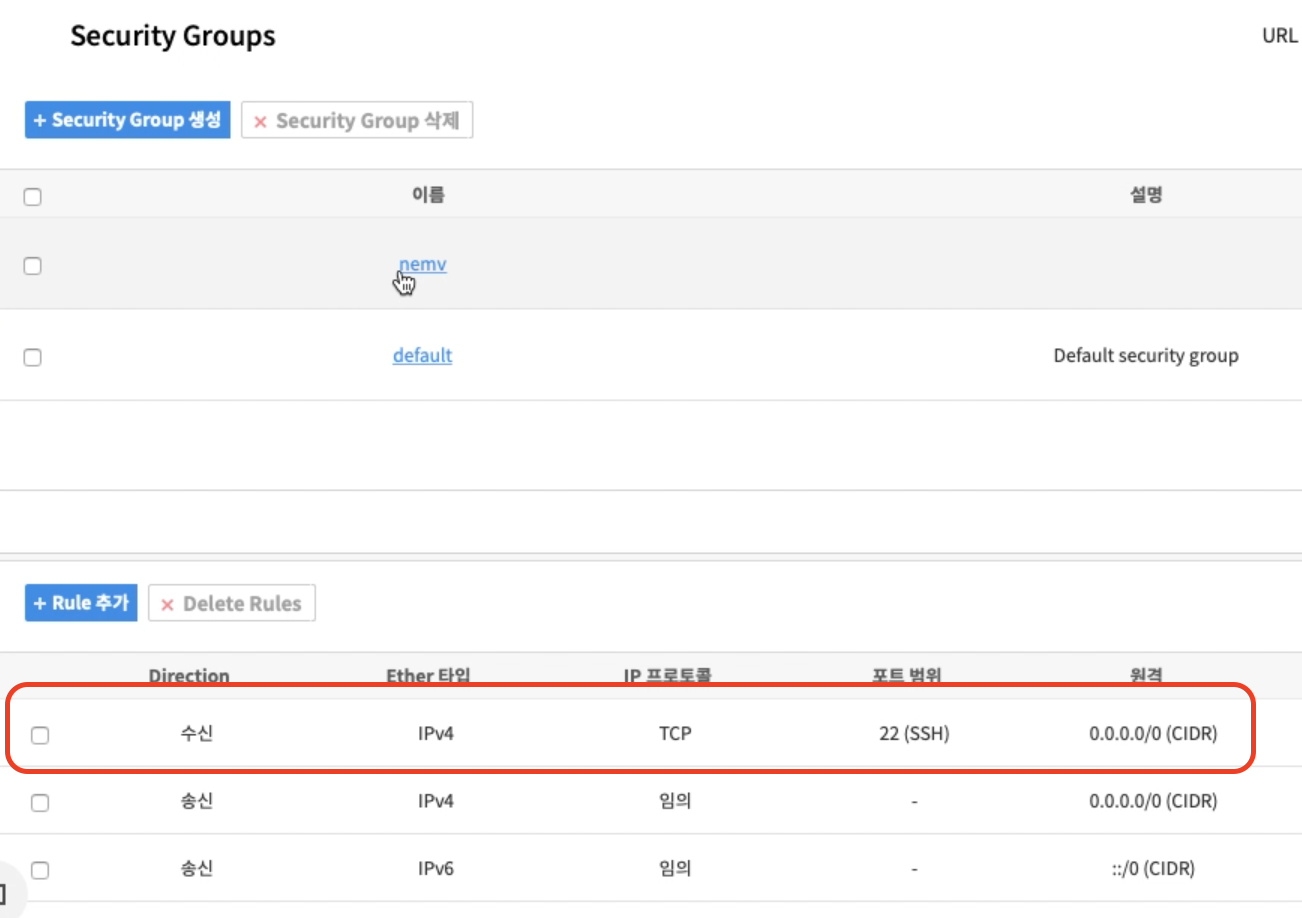 Security Groups
URL
+ Security Group 생성
× Security Group 삭제
이름 설명
nemv
default Default security group
+ Rule 추가
× Delete Rules
Direction Ether 타입 IP 프로토콜 포트 범위 원격
수신 IPv4 TCP 22 (SSH) 0.0.0.0/0 (CIDR)
송신 IPv4 임의 - 0.0.0.0/0 (CIDR)
송신 IPv6 임의 - ::/0 (CIDR)